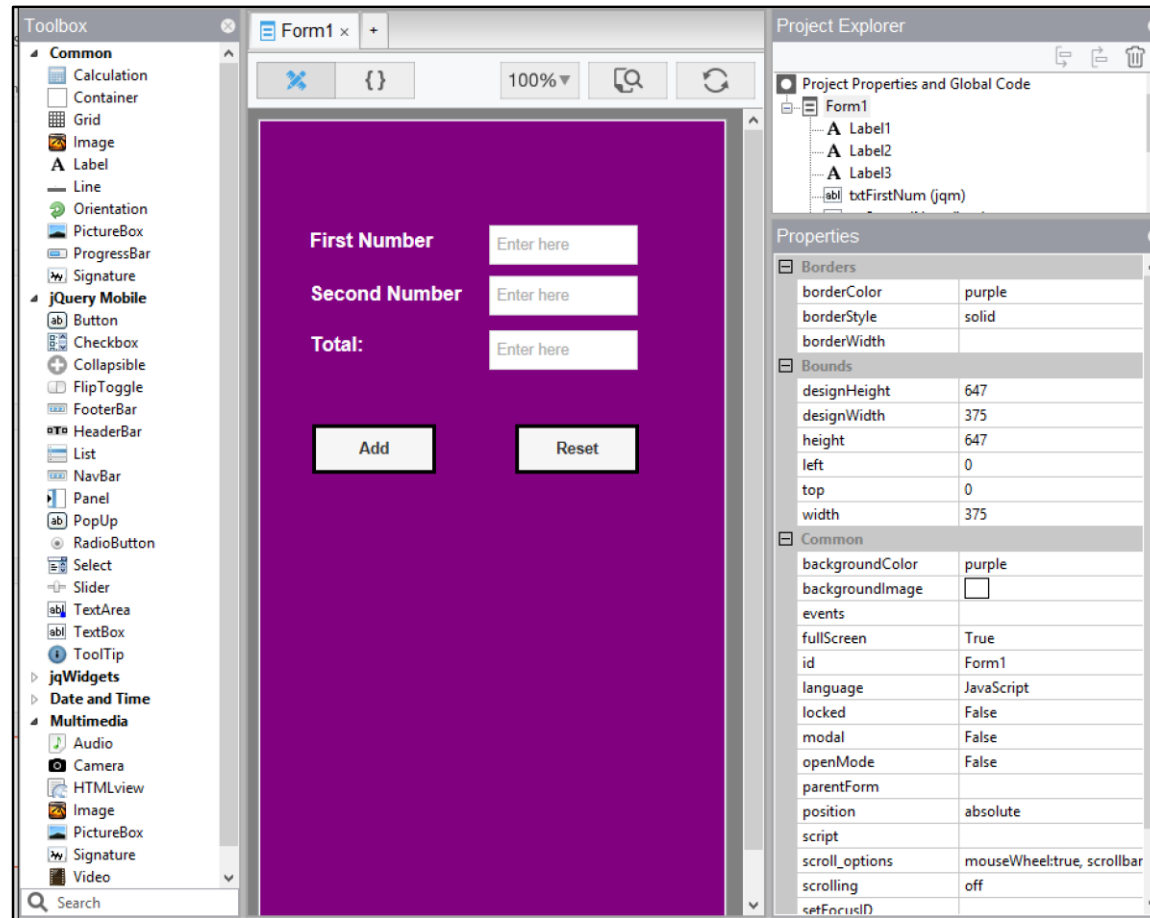 Toolbox
Common
Calculation
Container
Grid
Image
Label
Line
Orientation
PictureBox
ProgressBar
Signature
jQuery Mobile
Button
Checkbox
Collapsible
FlipToggle
FooterBar
HeaderBar
List
NavBar
Panel
PopUp
RadioButton
Select
Slider
TextArea
TextBox
ToolTip
jqWidgets
Date and Time
Multimedia
Audio
Camera
HTMLview
Image
PictureBox
Signature
Video
Search
Form1 × +
{} 100%
First Number Enter here
Second Number Enter here
Total: Enter here
Add Reset
Project Explorer
Project Properties and Global Code
Form1
A Label1
A Label2
A Label3
abl txtFirstNum (jqm)
Properties
Borders
borderColor purple
borderStyle solid
borderWidth
Bounds
designHeight 647
designWidth 375
height 647
left 0
top 0
width 375
Common
backgroundColor purple
backgroundImage
events
fullScreen True
id Form1
language JavaScript
locked False
modal False
openMode False
parentForm
position absolute
script
scroll_options mouseWheel:true, scrollbar
scrolling off
setFocusID